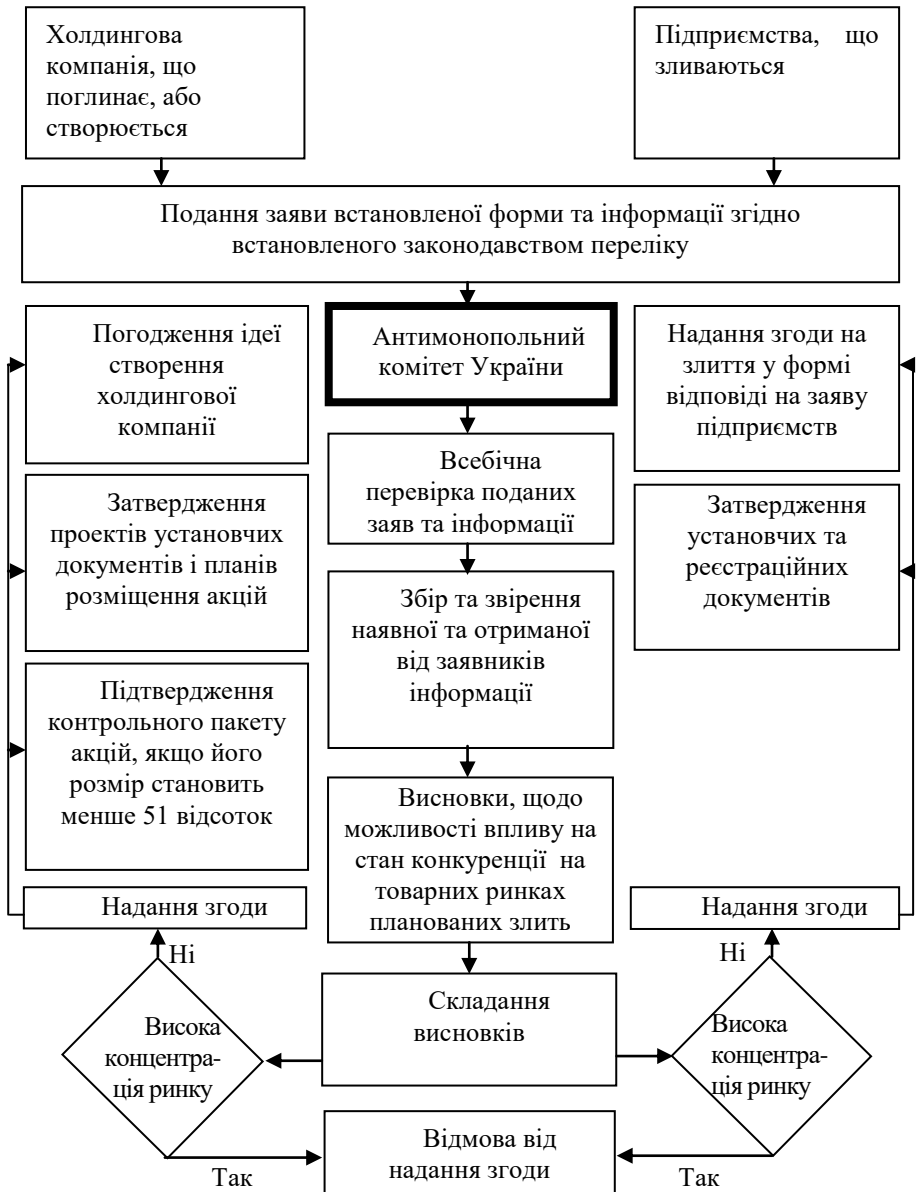 Холдингова
компанія, що
поглинає, або
створюється
Підприємства, що
зливаються
Подання заяви встановленої форми та інформації згідно
встановленого законодавством переліку
Погодження ідеї
створення
холдингової
компанії
Антимонопольний
комітет України
Надання згоди на
злиття у формі
відповіді на заяву
підприємств
Затвердження
проектів установчих
документів і планів
розміщення акцій
Всебічна
перевірка поданих
заяв та інформації
Затвердження
установчих та
реєстраційних
документів
Збір та звірення
наявної та отриманої
від заявників
інформації
Підтвердження
контрольного пакету
акцій, якщо його
розмір становить
менше 51 відсоток
Висновки, щодо
можливості впливу на
стан конкуренції на
товарних ринках
планованих злить
Надання згоди
Надання згоди
Ні
Ні
Висока
концентра-
ція ринку
Складання
висновків
Висока
концентра-
ція ринку
Відмова від
надання згоди
Так
Так